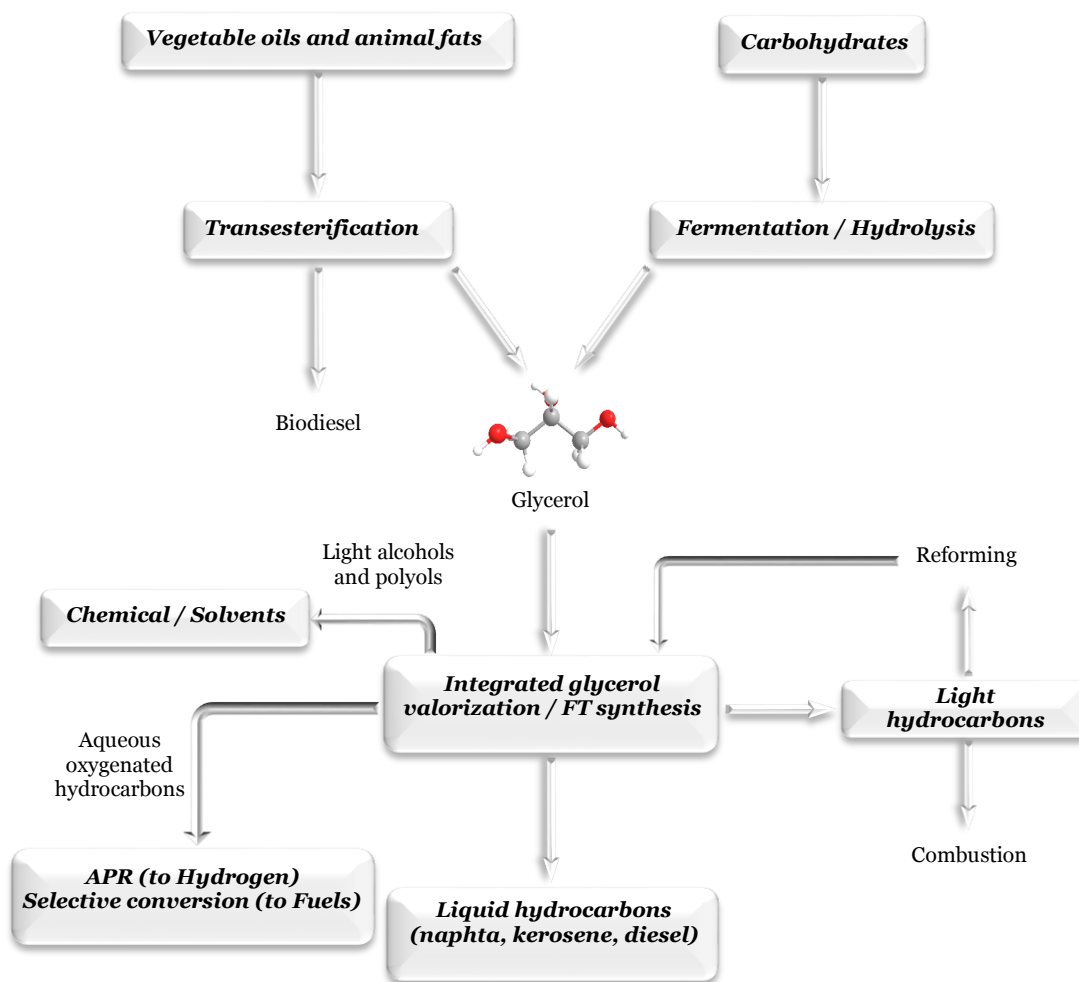 Vegetable oils and animal fats
Carbohydrates
Transesterification
Fermentation / Hydrolysis
Biodiesel
Glycerol
Light alcohols
and polyols
Reforming
Chemical / Solvents
Integrated glycerol
valorization / FT synthesis
Light
hydrocarbons
Aqueous
oxygenated
hydrocarbons
Combustion
APR (to Hydrogen)
Selective conversion (to Fuels)
Liquid hydrocarbons
(naphta, kerosene, diesel)